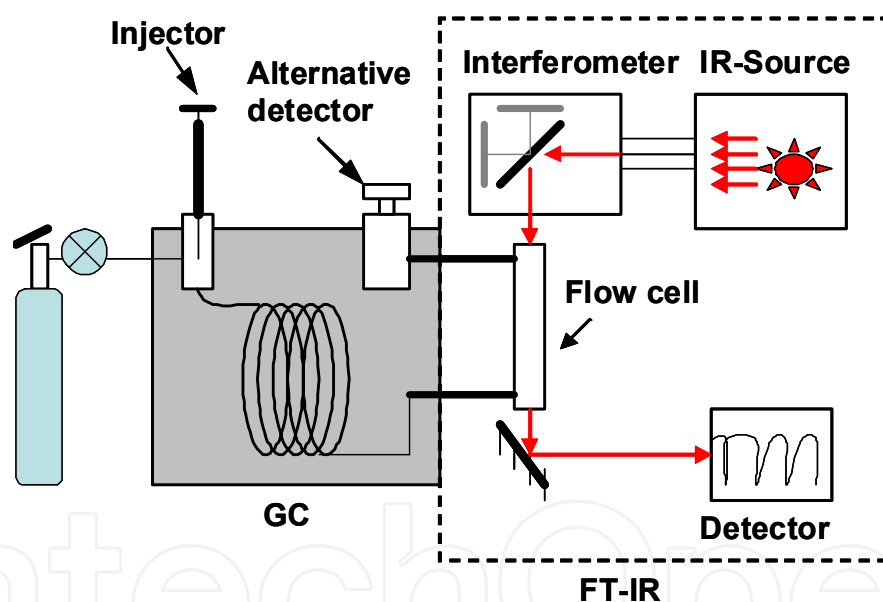 Injector
Alternative
detector
Interferometer
IR-Source
Flow cell
GC
Detector
FT-IR